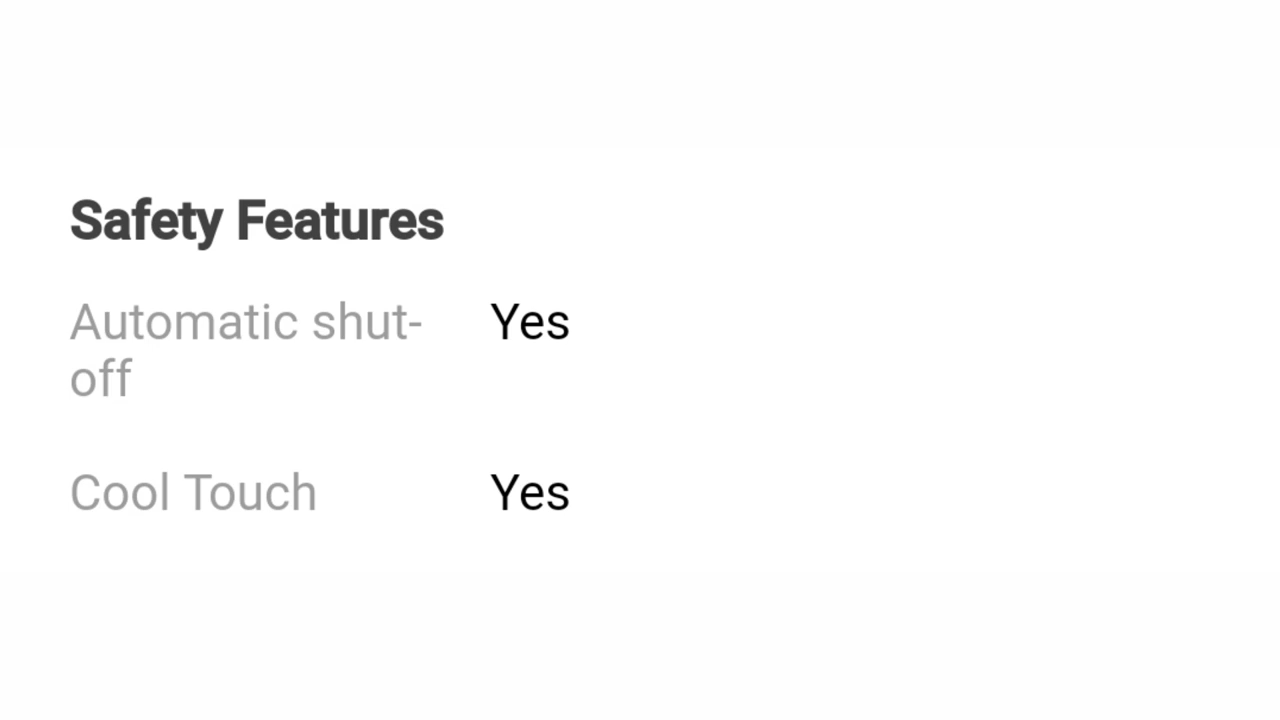 Safety Features
Automatic shut- Yes
off
Cool Touch Yes